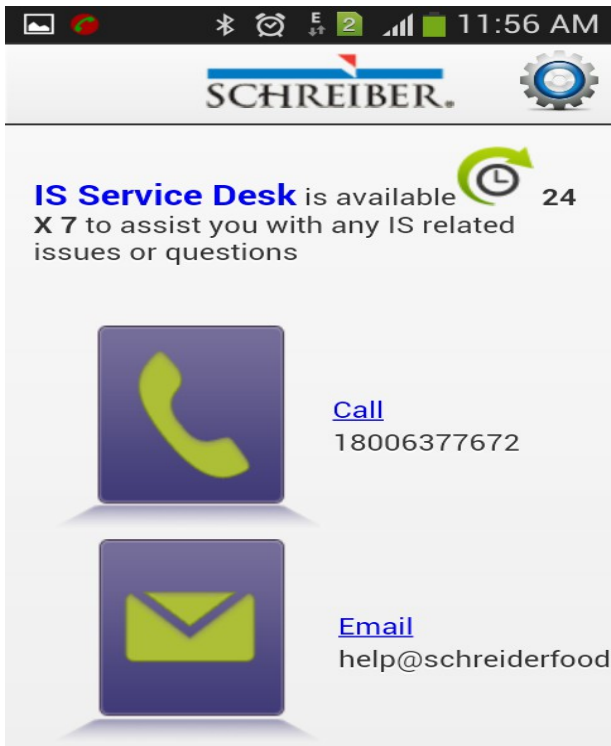 E 2 11:56 AM
SCHREIBER.
IS Service Desk is available 24
X 7 to assist you with any IS related
issues or questions
Call
18006377672
Email
help@schreiderfood